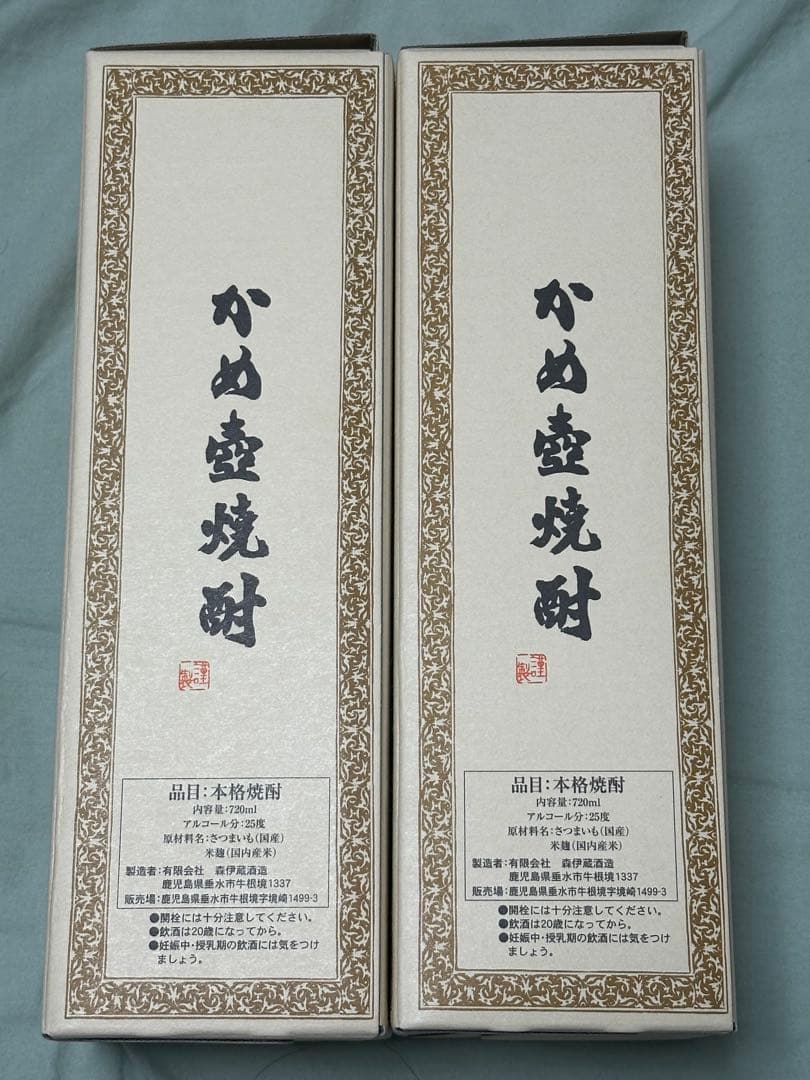 かめ壺焼酎
謹製
品目:本格焼酎
内容量:720ml
アルコール分:25度
原材料名:さつまいも(国産)
米麹(国内産米)
製造者:有限会社 森伊蔵酒造
鹿児島県垂水市牛根境1337
販売場:鹿児島県垂水市牛根境字境崎1499-3
●開栓には十分注意してください。
●飲酒は20歳になってから。
●妊娠中・授乳期の飲酒には気をつけ
ましょう。
かめ壺焼酎
謹製
品目:本格焼酎
内容量:720ml
アルコール分:25度
原材料名:さつまいも(国産)
米麹(国内産米)
製造者:有限会社 森伊蔵酒造
鹿児島県垂水市牛根境1337
販売場:鹿児島県垂水市牛根境字境崎1499-3
●開栓には十分注意してください。
●飲酒は20歳になってから。
●妊娠中・授乳期の飲酒には気をつけ
ましょう。